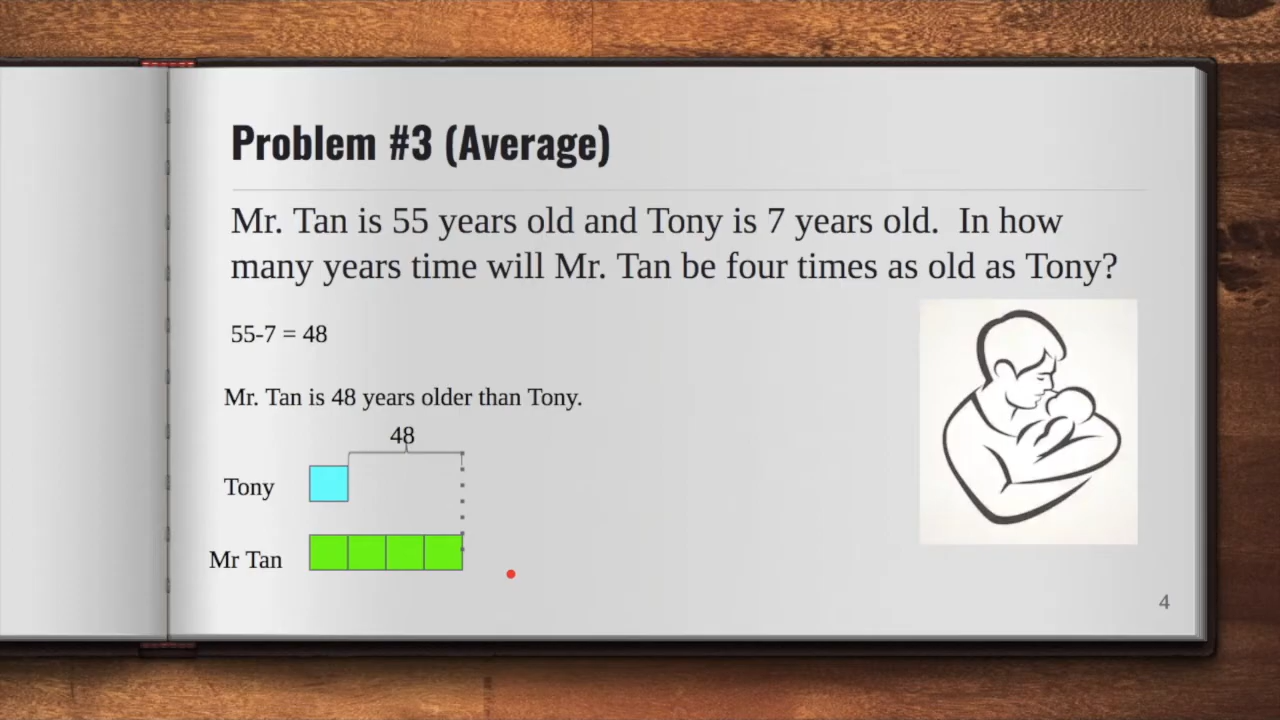 Problem #3 (Average)
Mr. Tan is 55 years old and Tony is 7 years old.  In how
many years time will Mr. Tan be four times as old as Tony?
55-7 = 48
Mr. Tan is 48 years older than Tony.
48
Tony
Mr Tan
4